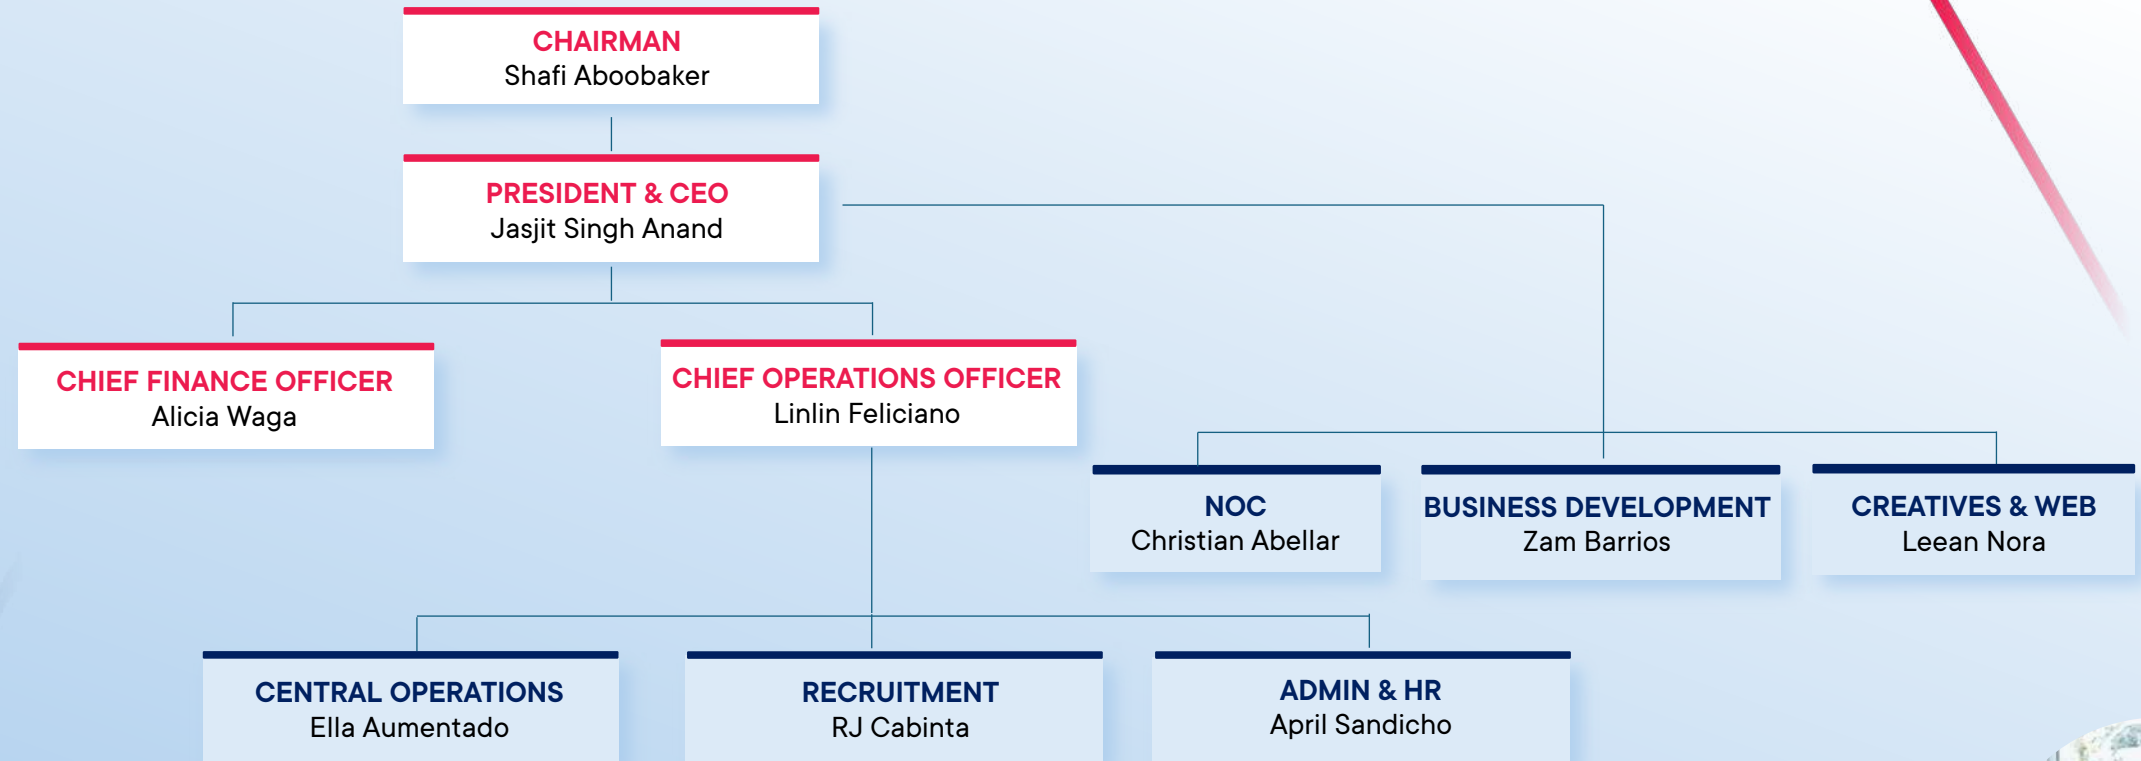 CHAIRMAN
Shafi Aboobaker
PRESIDENT & CEO
Jasjit Singh Anand
CHIEF FINANCE OFFICER
Alicia Waga
CHIEF OPERATIONS OFFICER
Linlin Feliciano
NOC
Christian Abellar
BUSINESS DEVELOPMENT
Zam Barrios
CREATIVES & WEB
Leean Nora
CENTRAL OPERATIONS
Ella Aumentado
RECRUITMENT
RJ Cabinta
ADMIN & HR
April Sandicho